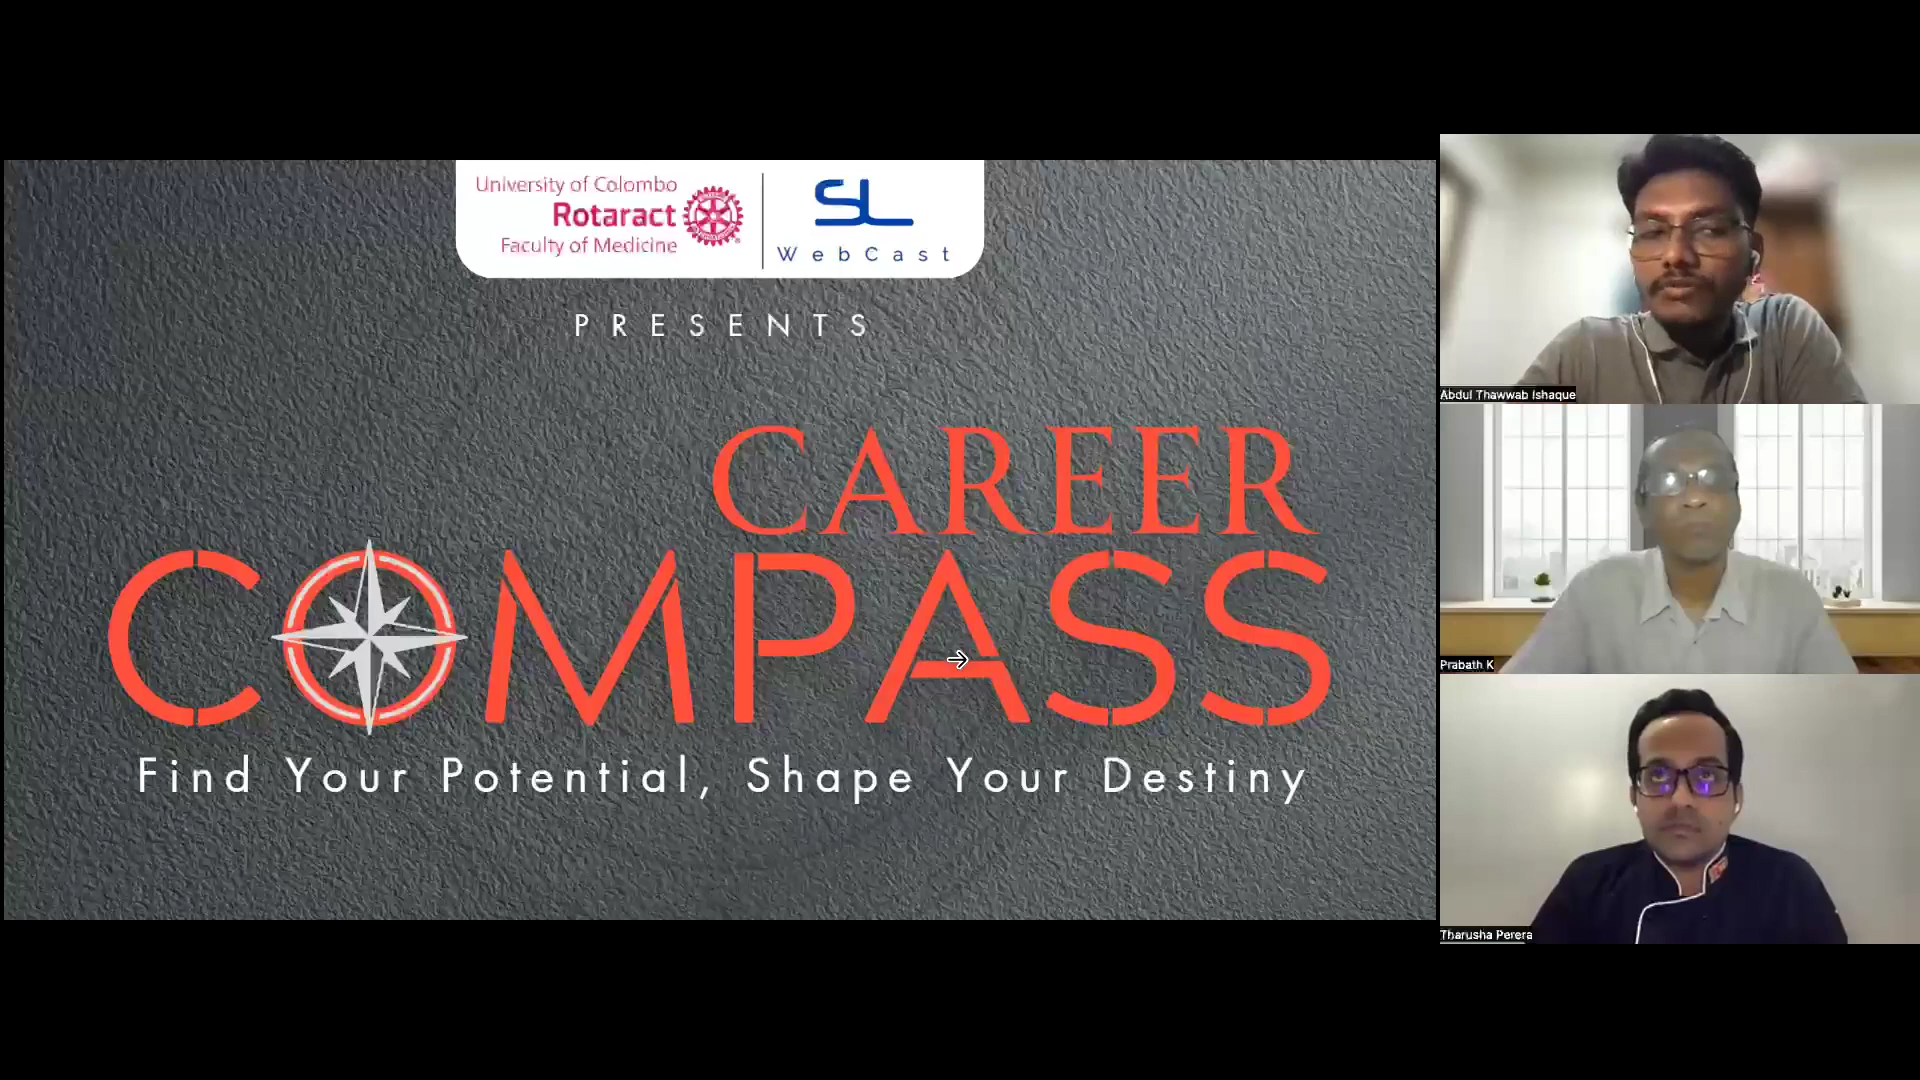 University of Colombo
Rotaract
Faculty of Medicine
SL
WebCast
PRESENTS
CAREER
COMPASS
Find Your Potential, Shape Your Destiny
Abdul Thawwab Ishaque
Prabath K
Tharusha Perera